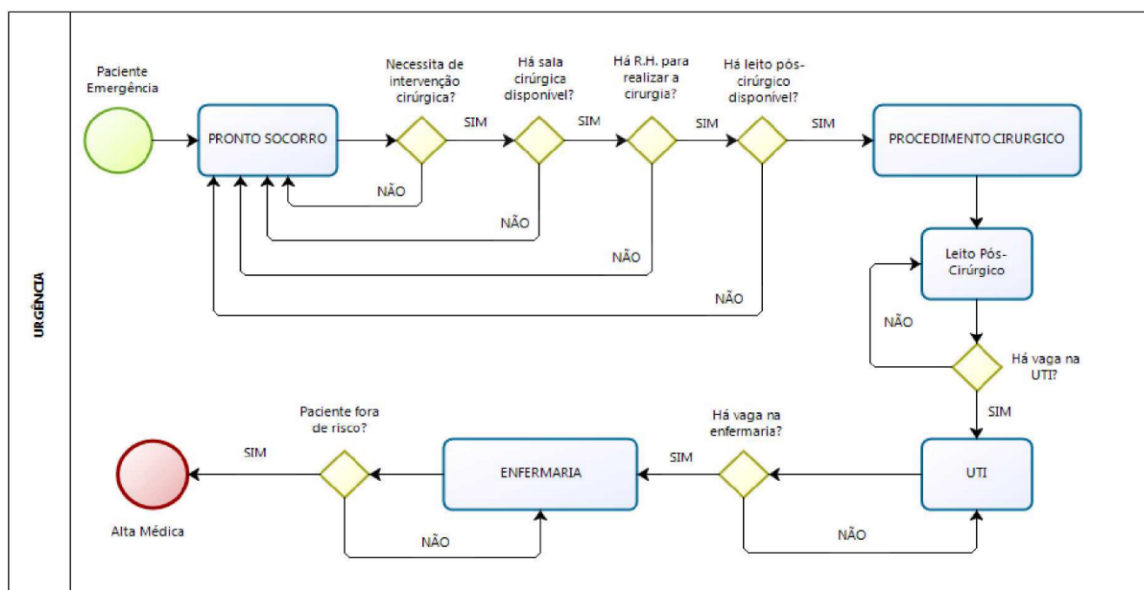 URGÊNCIA
Paciente
Emergência
PRONTO SOCORRO
Necessita de
intervenção
cirúrgica?
SIM
NÃO
Há sala
cirúrgica
disponível?
SIM
NÃO
Há R.H. para
realizar a
cirurgia?
SIM
NÃO
Há leito pós-
cirúrgico
disponível?
SIM
NÃO
PROCEDIMENTO CIRURGICO
Leito Pós-
Cirúrgico
NÃO
Há vaga na
UTI?
SIM
UTI
Há vaga na
enfermaria?
SIM
NÃO
ENFERMARIA
Paciente fora
de risco?
SIM
NÃO
Alta Médica